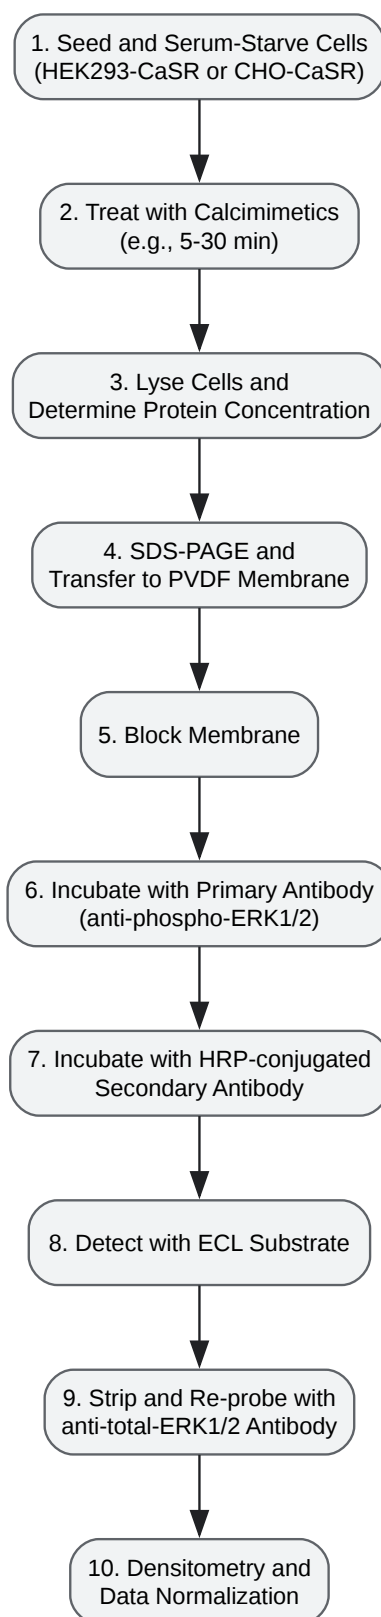 1. Seed and Serum-Starve Cells
(HEK293-CaSR or CHO-CaSR)
2. Treat with Calcimimetics
(e.g., 5-30 min)
3. Lyse Cells and
Determine Protein Concentration
4. SDS-PAGE and
Transfer to PVDF Membrane
5. Block Membrane
6. Incubate with Primary Antibody
(anti-phospho-ERK1/2)
7. Incubate with HRP-conjugated
Secondary Antibody
8. Detect with ECL Substrate
9. Strip and Re-probe with
anti-total-ERK1/2 Antibody
10. Densitometry and
Data Normalization